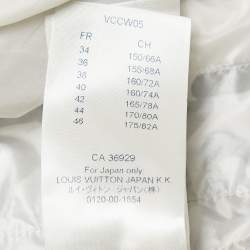 VCCW05
FR CH
34 150/66A
36 155/68A
38 160/72A
40 160/74A
42 165/78A
44 170/80A
46 175/82A
CA 36929
For Japan only
LOUIS VUITTON JAPAN K.K.
ルイ・ヴィトン ジャパン(株)
0120-00-1854